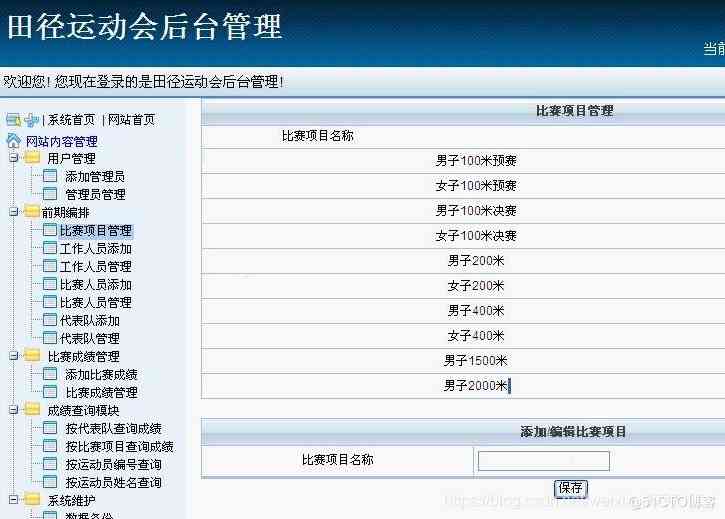 田径运动会后台管理
当前
欢迎您! 您现在登录的是田径运动会后台管理!
| 系统首页 | 网站首页
网站内容管理
用户管理
添加管理员
管理员管理
前期编排
比赛项目管理
工作人员添加
工作人员管理
比赛人员添加
比赛人员管理
代表队添加
代表队管理
比赛成绩管理
添加比赛成绩
比赛成绩管理
成绩查询模块
按代表队查询成绩
按比赛项目查询成绩
按运动员编号查询
按运动员姓名查询
系统维护
数据备份
比赛项目管理
比赛项目名称
男子100米预赛
女子100米预赛
男子100米决赛
女子100米决赛
男子200米
女子200米
男子400米
女子400米
男子1500米
男子2000米
添加/编辑比赛项目
比赛项目名称
保存
@51CTO博客